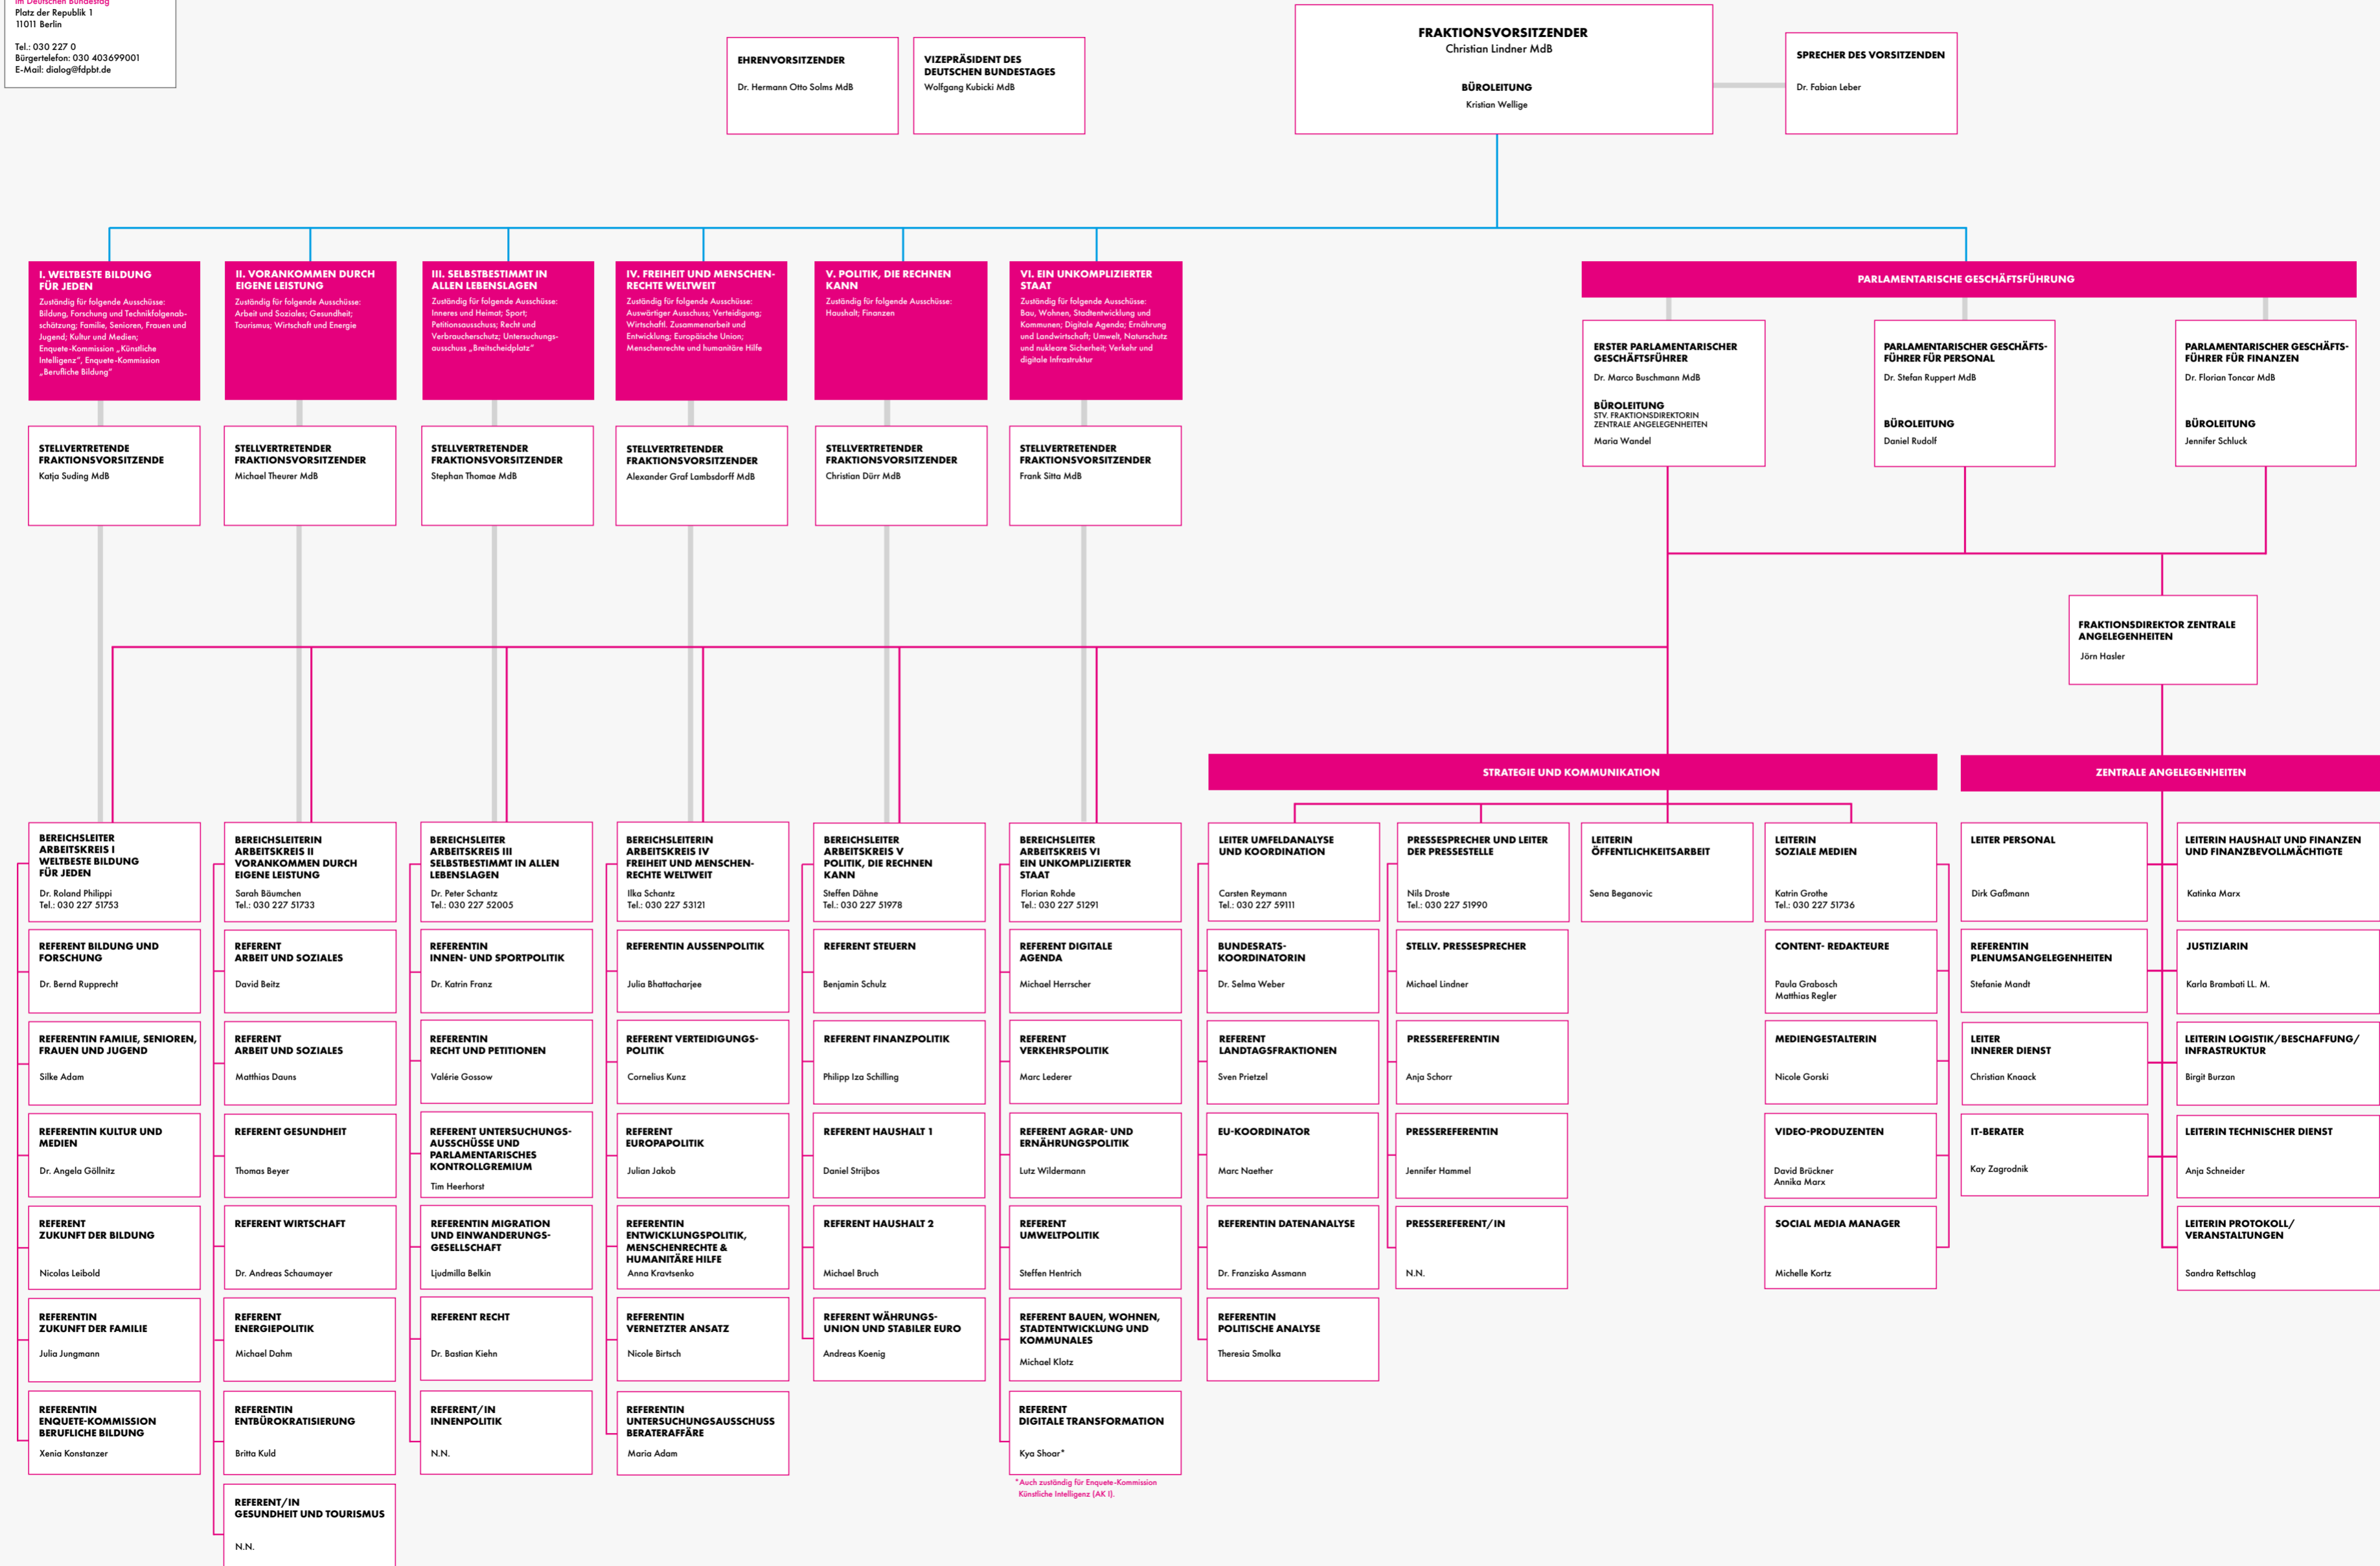 im Deutschen Bundestag
Platz der Republik 1
11011 Berlin
Tel.: 030 227 0
Bürgertelefon: 030 403699001
E-Mail: dialog@fdpbt.de
EHRENVORSITZENDER
Dr. Hermann Otto Solms MdB
VIZEPRÄSIDENT DES
DEUTSCHEN BUNDESTAGES
Wolfgang Kubicki MdB
FRAKTIONSVORSITZENDER
Christian Lindner MdB
BÜROLEITUNG
Kristian Wellige
SPRECHER DES VORSITZENDEN
Dr. Fabian Leber
I. WELTBESTE BILDUNG
FÜR JEDEN
Zuständig für folgende Ausschüsse:
Bildung, Forschung und Technikfolgenab-
schätzung; Familie, Senioren, Frauen und
Jugend; Kultur und Medien;
Enquete-Kommission „Künstliche
Intelligenz“, Enquete-Kommission
„Berufliche Bildung“
II. VORANKOMMEN DURCH
EIGENE LEISTUNG
Zuständig für folgende Ausschüsse:
Arbeit und Soziales; Gesundheit;
Tourismus; Wirtschaft und Energie
III. SELBSTBESTIMMT IN
ALLEN LEBENSLAGEN
Zuständig für folgende Ausschüsse:
Inneres und Heimat; Sport;
Petitionsausschuss; Recht und
Verbraucherschutz; Untersuchungs-
ausschuss „Breitscheidplatz“
IV. FREIHEIT UND MENSCHEN-
RECHTE WELTWEIT
Zuständig für folgende Ausschüsse:
Auswärtiger Ausschuss; Verteidigung;
Wirtschaftl. Zusammenarbeit und
Entwicklung; Europäische Union;
Menschenrechte und humanitäre Hilfe
V. POLITIK, DIE RECHNEN
KANN
Zuständig für folgende Ausschüsse:
Haushalt; Finanzen
VI. EIN UNKOMPLIZIERTER
STAAT
Zuständig für folgende Ausschüsse:
Bau, Wohnen, Stadtentwicklung und
Kommunen; Digitale Agenda; Ernährung
und Landwirtschaft; Umwelt, Naturschutz
und nukleare Sicherheit; Verkehr und
digitale Infrastruktur
PARLAMENTARISCHE GESCHÄFTSFÜHRUNG
ERSTER PARLAMENTARISCHER
GESCHÄFTSFÜHRER
Dr. Marco Buschmann MdB
BÜROLEITUNG
STV. FRAKTIONSDIREKTORIN
ZENTRALE ANGELEGENHEITEN
Maria Wandel
PARLAMENTARISCHER GESCHÄFTS-
FÜHRER FÜR PERSONAL
Dr. Stefan Ruppert MdB
BÜROLEITUNG
Daniel Rudolf
PARLAMENTARISCHER GESCHÄFTS-
FÜHRER FÜR FINANZEN
Dr. Florian Toncar MdB
BÜROLEITUNG
Jennifer Schluck
STELLVERTRETENDE
FRAKTIONSVORSITZENDE
Katja Suding MdB
STELLVERTRETENDER
FRAKTIONSVORSITZENDER
Michael Theurer MdB
STELLVERTRETENDER
FRAKTIONSVORSITZENDER
Stephan Thomae MdB
STELLVERTRETENDER
FRAKTIONSVORSITZENDER
Alexander Graf Lambsdorff MdB
STELLVERTRETENDER
FRAKTIONSVORSITZENDER
Christian Dürr MdB
STELLVERTRETENDER
FRAKTIONSVORSITZENDER
Frank Sitta MdB
FRAKTIONSDIREKTOR ZENTRALE
ANGELEGENHEITEN
Jörn Hasler
STRATEGIE UND KOMMUNIKATION
ZENTRALE ANGELEGENHEITEN
BEREICHSLEITER
ARBEITSKREIS I
WELTBESTE BILDUNG
FÜR JEDEN
Dr. Roland Philippi
Tel.: 030 227 51753
REFERENT BILDUNG UND
FORSCHUNG
Dr. Bernd Rupprecht
REFERENTIN FAMILIE, SENIOREN,
FRAUEN UND JUGEND
Silke Adam
REFERENTIN KULTUR UND
MEDIEN
Dr. Angela Göllnitz
REFERENT
ZUKUNFT DER BILDUNG
Nicolas Leibold
REFERENTIN
ZUKUNFT DER FAMILIE
Julia Jungmann
REFERENTIN
ENQUETE-KOMMISSION
BERUFLICHE BILDUNG
Xenia Konstanzer
BEREICHSLEITERIN
ARBEITSKREIS II
VORANKOMMEN DURCH
EIGENE LEISTUNG
Sarah Bäumchen
Tel.: 030 227 51733
REFERENT
ARBEIT UND SOZIALES
David Beitz
REFERENT
ARBEIT UND SOZIALES
Matthias Dauns
REFERENT GESUNDHEIT
Thomas Beyer
REFERENT WIRTSCHAFT
Dr. Andreas Schaumayer
REFERENT
ENERGIEPOLITIK
Michael Dahm
REFERENTIN
ENTBÜROKRATISIERUNG
Britta Kuld
REFERENT/IN
GESUNDHEIT UND TOURISMUS
N.N.
BEREICHSLEITER
ARBEITSKREIS III
SELBSTBESTIMMT IN ALLEN
LEBENSLAGEN
Dr. Peter Schantz
Tel.: 030 227 52005
REFERENTIN
INNEN- UND SPORTPOLITIK
Dr. Katrin Franz
REFERENTIN
RECHT UND PETITIONEN
Valérie Gossow
REFERENT UNTERSUCHUNGS-
AUSSCHÜSSE UND
PARLAMENTARISCHES
KONTROLLGREMIUM
Tim Heerhorst
REFERENTIN MIGRATION
UND EINWANDERUNGS-
GESELLSCHAFT
Ljudmilla Belkin
REFERENT RECHT
Dr. Bastian Kiehn
REFERENT/IN
INNENPOLITIK
N.N.
BEREICHSLEITERIN
ARBEITSKREIS IV
FREIHEIT UND MENSCHEN-
RECHTE WELTWEIT
Ilka Schantz
Tel.: 030 227 53121
REFERENTIN AUSSENPOLITIK
Julia Bhattacharjee
REFERENT VERTEIDIGUNGS-
POLITIK
Cornelius Kunz
REFERENT
EUROPAPOLITIK
Julian Jakob
REFERENTIN
ENTWICKLUNGSPOLITIK,
MENSCHENRECHTE &
HUMANITÄRE HILFE
Anna Kravtsenko
REFERENTIN
VERNETZTER ANSATZ
Nicole Birtsch
REFERENTIN
UNTERSUCHUNGSAUSSCHUSS
BERATERAFFÄRE
Maria Adam
BEREICHSLEITER
ARBEITSKREIS V
POLITIK, DIE RECHNEN
KANN
Steffen Dähne
Tel.: 030 227 51978
REFERENT STEUERN
Benjamin Schulz
REFERENT FINANZPOLITIK
Philipp Iza Schilling
REFERENT HAUSHALT 1
Daniel Strijbos
REFERENT HAUSHALT 2
Michael Bruch
REFERENT WÄHRUNGS-
UNION UND STABILER EURO
Andreas Koenig
BEREICHSLEITER
ARBEITSKREIS VI
EIN UNKOMPLIZIERTER
STAAT
Florian Rohde
Tel.: 030 227 51291
REFERENT DIGITALE
AGENDA
Michael Herrscher
REFERENT
VERKEHRSPOLITIK
Marc Lederer
REFERENT AGRAR- UND
ERNÄHRUNGSPOLITIK
Lutz Wildermann
REFERENT
UMWELTPOLITIK
Steffen Hentrich
REFERENT BAUEN, WOHNEN,
STADTENTWICKLUNG UND
KOMMUNALES
Michael Klotz
REFERENT
DIGITALE TRANSFORMATION
Kya Shoar*
*Auch zuständig für Enquete-Kommission
Künstliche Intelligenz (AK I).
LEITER UMFELDANALYSE
UND KOORDINATION
Carsten Reymann
Tel.: 030 227 59111
BUNDESRATS-
KOORDINATORIN
Dr. Selma Weber
REFERENT
LANDTAGSFRAKTIONEN
Sven Prietzel
EU-KOORDINATOR
Marc Naether
REFERENTIN DATENANALYSE
Dr. Franziska Assmann
REFERENTIN
POLITISCHE ANALYSE
Theresia Smolka
PRESSESPRECHER UND LEITER
DER PRESSESTELLE
Nils Droste
Tel.: 030 227 51990
STELLV. PRESSESPRECHER
Michael Lindner
PRESSEREFERENTIN
Anja Schorr
PRESSEREFERENTIN
Jennifer Hammel
PRESSEREFERENT/IN
N.N.
LEITERIN
ÖFFENTLICHKEITSARBEIT
Sena Beganovic
LEITERIN
SOZIALE MEDIEN
Katrin Grothe
Tel.: 030 227 51736
CONTENT- REDAKTEURE
Paula Grabosch
Matthias Regler
MEDIENGESTALTERIN
Nicole Gorski
VIDEO-PRODUZENTEN
David Brückner
Annika Marx
SOCIAL MEDIA MANAGER
Michelle Kortz
LEITER PERSONAL
Dirk Gaßmann
REFERENTIN
PLENUMSANGELEGENHEITEN
Stefanie Mandt
LEITER
INNERER DIENST
Christian Knaack
IT-BERATER
Kay Zagrodnik
LEITERIN HAUSHALT UND FINANZEN
UND FINANZBEVOLLMÄCHTIGTE
Katinka Marx
JUSTIZIARIN
Karla Brambati LL. M.
LEITERIN LOGISTIK/BESCHAFFUNG/
INFRASTRUKTUR
Birgit Burzan
LEITERIN TECHNISCHER DIENST
Anja Schneider
LEITERIN PROTOKOLL/
VERANSTALTUNGEN
Sandra Rettschlag